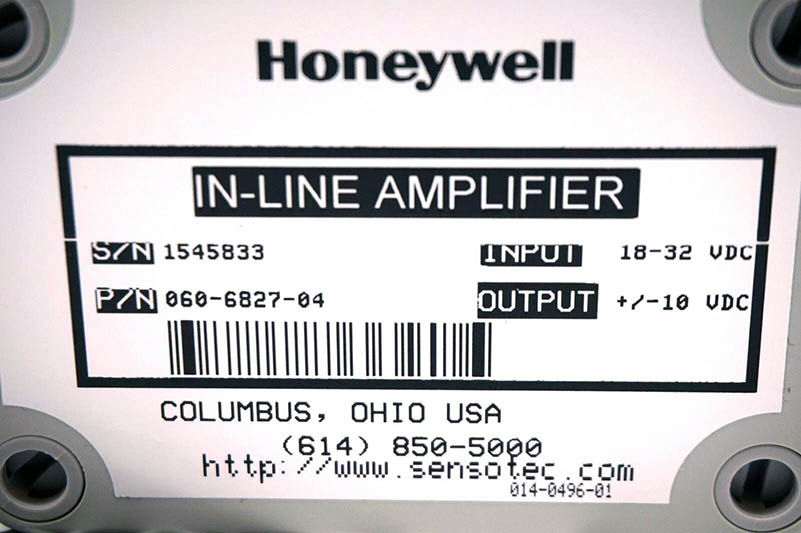 Honeywell
IN-LINE AMPLIFIER
S/N 1545833 INPUT 18-32 VDC
P/N 060-6827-04 OUTPUT +/-10 VDC
COLUMBUS, OHIO USA
(614) 850-5000
http://www.sensotec.com
014-0496-01